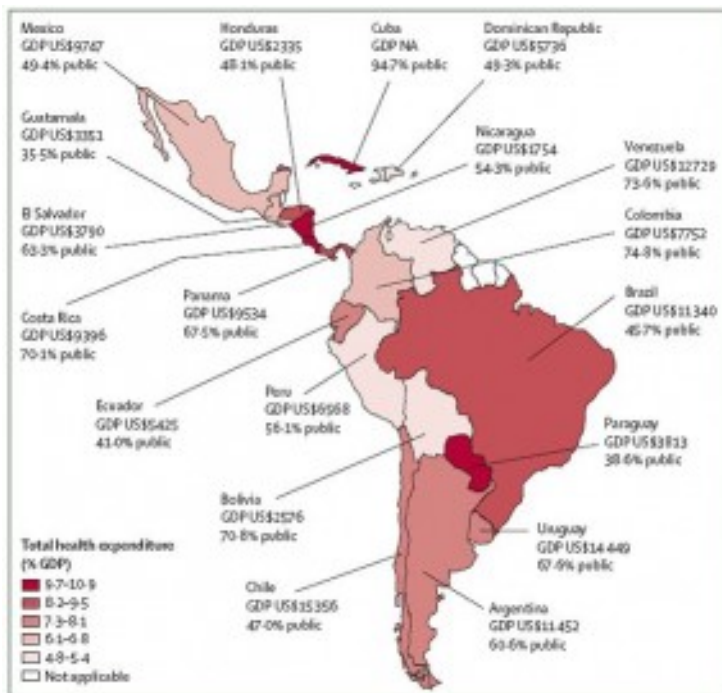 Mexico
GDP US$9747
49·4% public
Honduras
GDP US$2335
48·1% public
Cuba
GDP NA
94·7% public
Dominican Republic
GDP US$5736
49·3% public
Guatamala
GDP US$3351
35·5% public
Nicaragua
GDP US$1754
54·3% public
Venezuela
GDP US$12729
73·6% public
El Salvador
GDP US$3790
63·3% public
Colombia
GDP US$7752
74·8% public
Costa Rica
GDP US$9396
70·1% public
Panama
GDP US$9534
67·5% public
Brazil
GDP US$11340
45·7% public
Ecuador
GDP US$5425
41·0% public
Peru
GDP US$6568
56·1% public
Paraguay
GDP US$3813
38·6% public
Bolivia
GDP US$2576
70·8% public
Uruguay
GDP US$14449
67·6% public
Chile
GDP US$15356
47·0% public
Argentina
GDP US$11452
60·6% public
Total health expenditure
(% GDP)
9·7–10·9
8·2–9·5
7·3–8·1
6·1–6·8
4·8–5·4
Not applicable